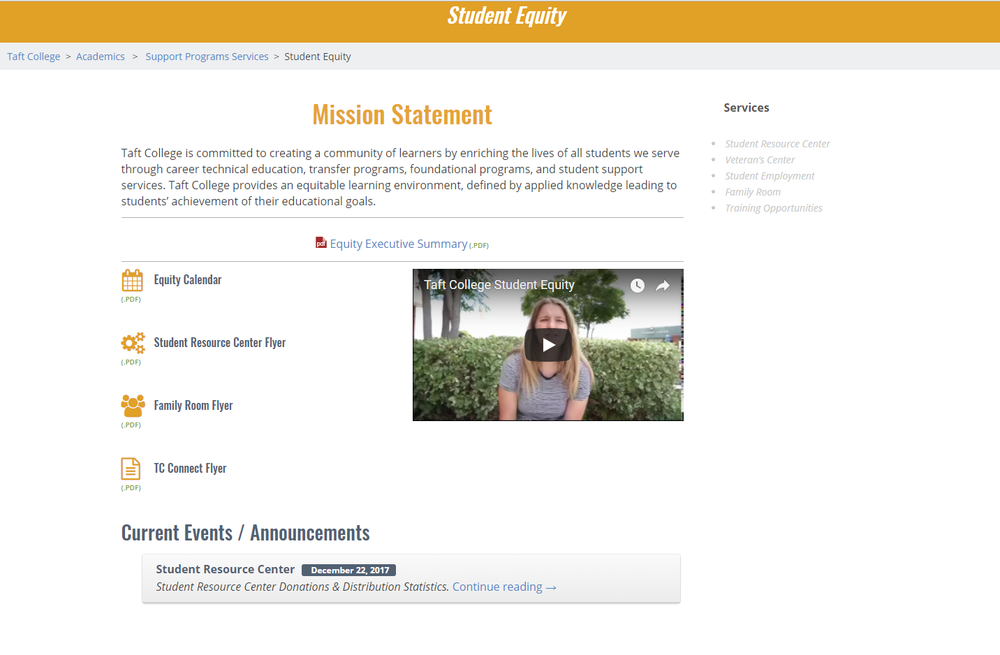 Student Equity
Taft College > Academics > Support Programs Services > Student Equity
Mission Statement
Taft College is committed to creating a community of learners by enriching the lives of all students we serve
through career technical education, transfer programs, foundational programs, and student support
services. Taft College provides an equitable learning environment, defined by applied knowledge leading to
students’ achievement of their educational goals.
pdf Equity Executive Summary (.PDF)
Equity Calendar
(.PDF)
Student Resource Center Flyer
(.PDF)
Family Room Flyer
(.PDF)
TC Connect Flyer
(.PDF)
Taft College Student Equity
Current Events / Announcements
Student Resource Center December 22, 2017
Student Resource Center Donations & Distribution Statistics. Continue reading →
Services
Student Resource Center
Veteran’s Center
Student Employment
Family Room
Training Opportunities